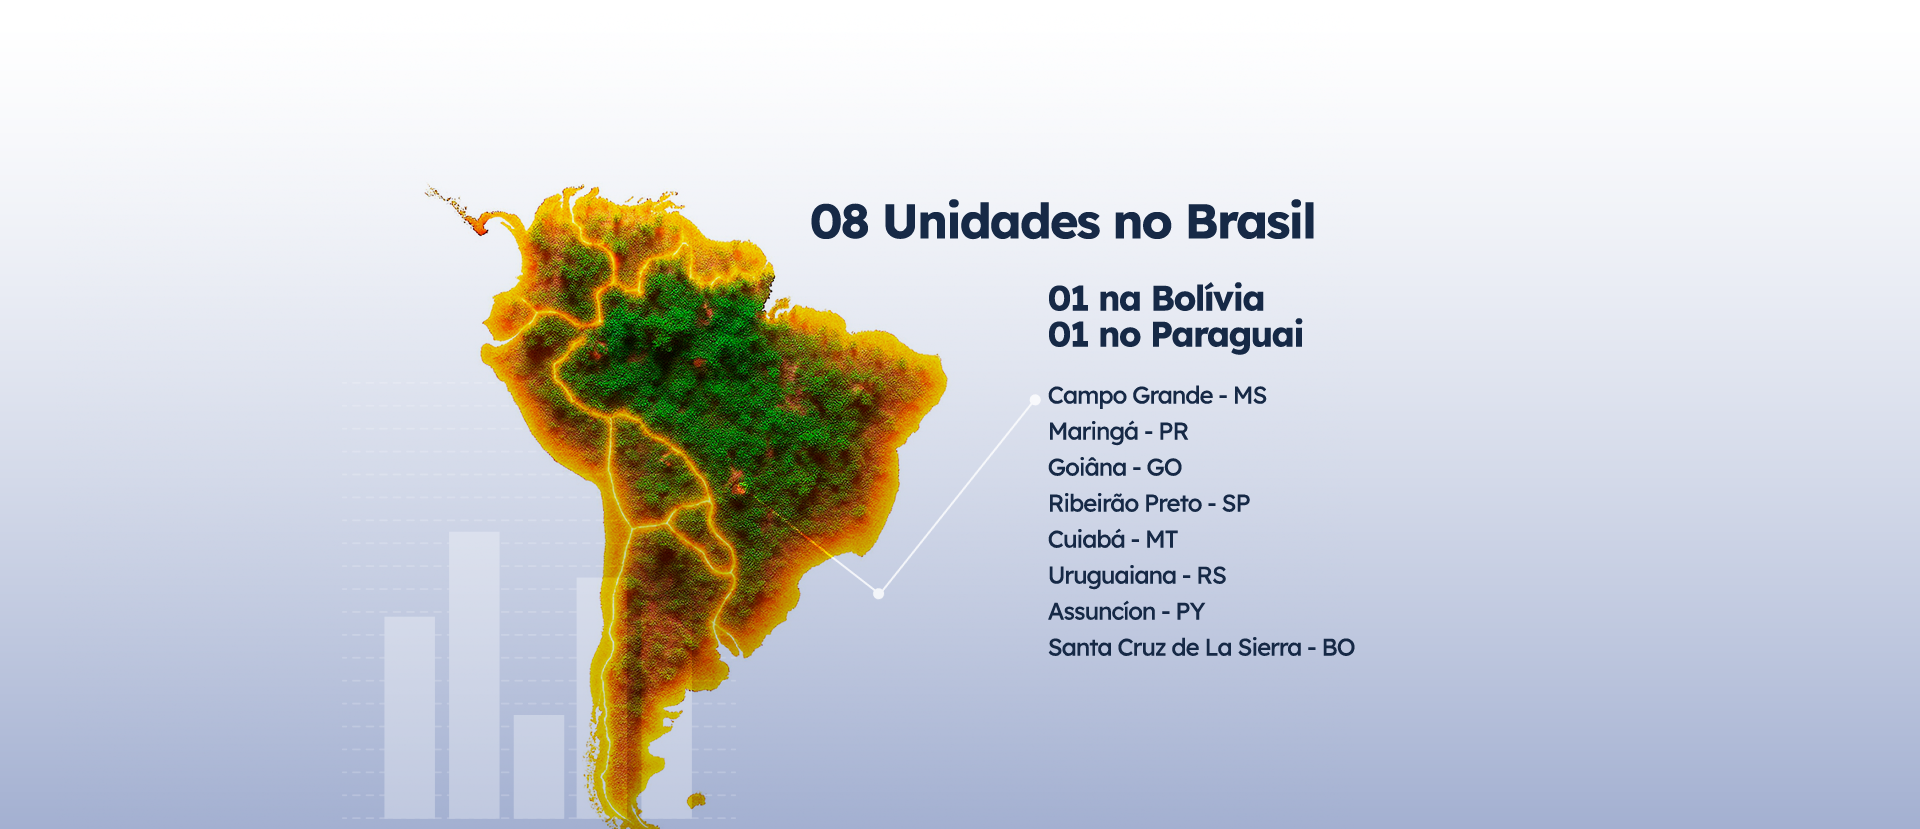 08 Unidades no Brasil
01 na Bolívia
01 no Paraguai
Campo Grande - MS
Maringá - PR
Goiâna - GO
Ribeirão Preto - SP
Cuiabá - MT
Uruguaiana - RS
Assuncíon - PY
Santa Cruz de La Sierra - BO